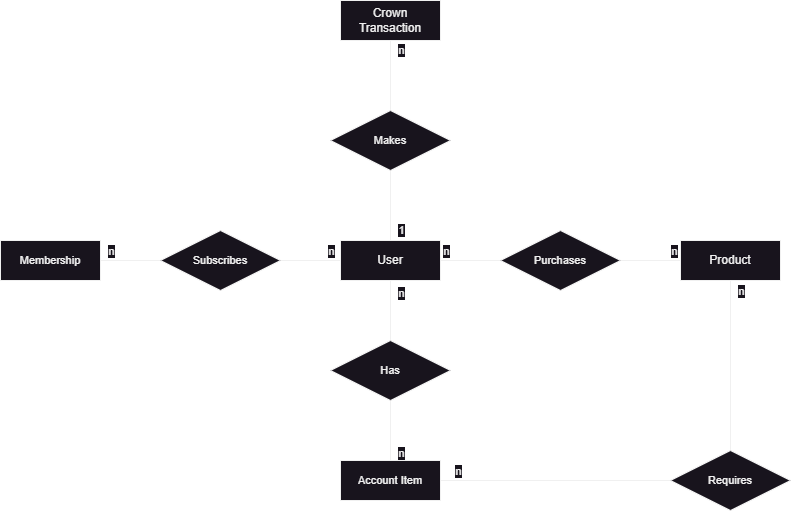 Crown
Transaction
n
Makes
1
Membership
n
Subscribes
n
User
n
Purchases
n
Product
n
n
Has
n
Account Item
n
Requires